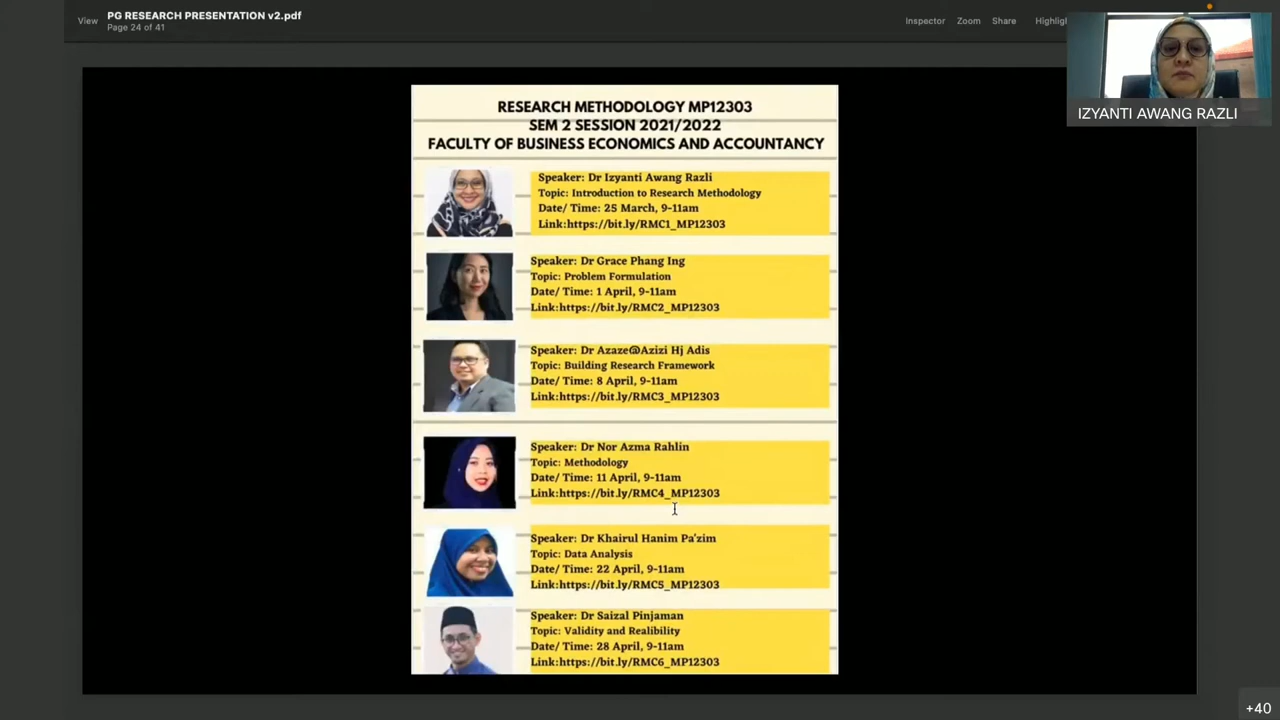 View
PG RESEARCH PRESENTATION v2.pdf
Page 24 of 41
Inspector
Zoom
Share
IZYANTI AWANG RAZLI
RESEARCH METHODOLOGY MP12303
SEM 2 SESSION 2021/2022
FACULTY OF BUSINESS ECONOMICS AND ACCOUNTANCY
Speaker: Dr Izyanti Awang Razli
Topic: Introduction to Research Methodology
Date/ Time: 25 March, 9-11am
Link:https://bit.ly/RMC1_MP12303
Speaker: Dr Grace Phang Ing
Topic: Problem Formulation
Date/ Time: 1 April, 9-11am
Link:https://bit.ly/RMC2_MP12303
Speaker: Dr Azaze@Azizi Hj Adis
Topic: Building Research Framework
Date/ Time: 8 April, 9-11am
Link:https://bit.ly/RMC3_MP12303
Speaker: Dr Nor Azma Rahlin
Topic: Methodology
Date/ Time: 11 April, 9-11am
Link:https://bit.ly/RMC4_MP12303
Speaker: Dr Khairul Hanim Pa'zim
Topic: Data Analysis
Date/ Time: 22 April, 9-11am
Link:https://bit.ly/RMC5_MP12303
Speaker: Dr Saizal Pinjaman
Topic: Validity and Realibility
Date/ Time: 28 April, 9-11am
Link:https://bit.ly/RMC6_MP12303
+40